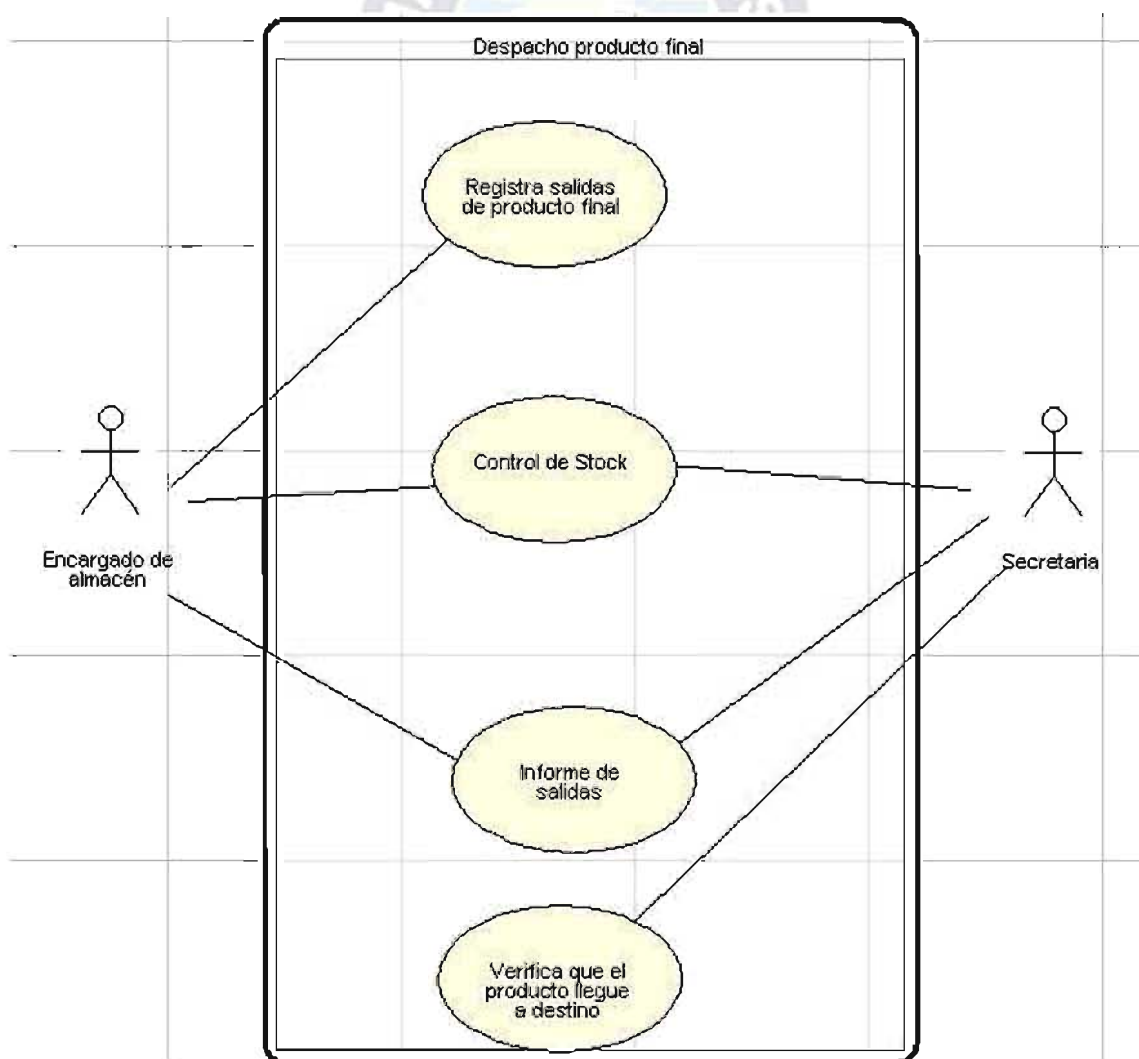 Despacho producto final
Registra salidas
de producto final
Control de Stock
Encargado de
almacén
Secretaria
Informe de
salidas
Verifica que el
producto llegue
a destino